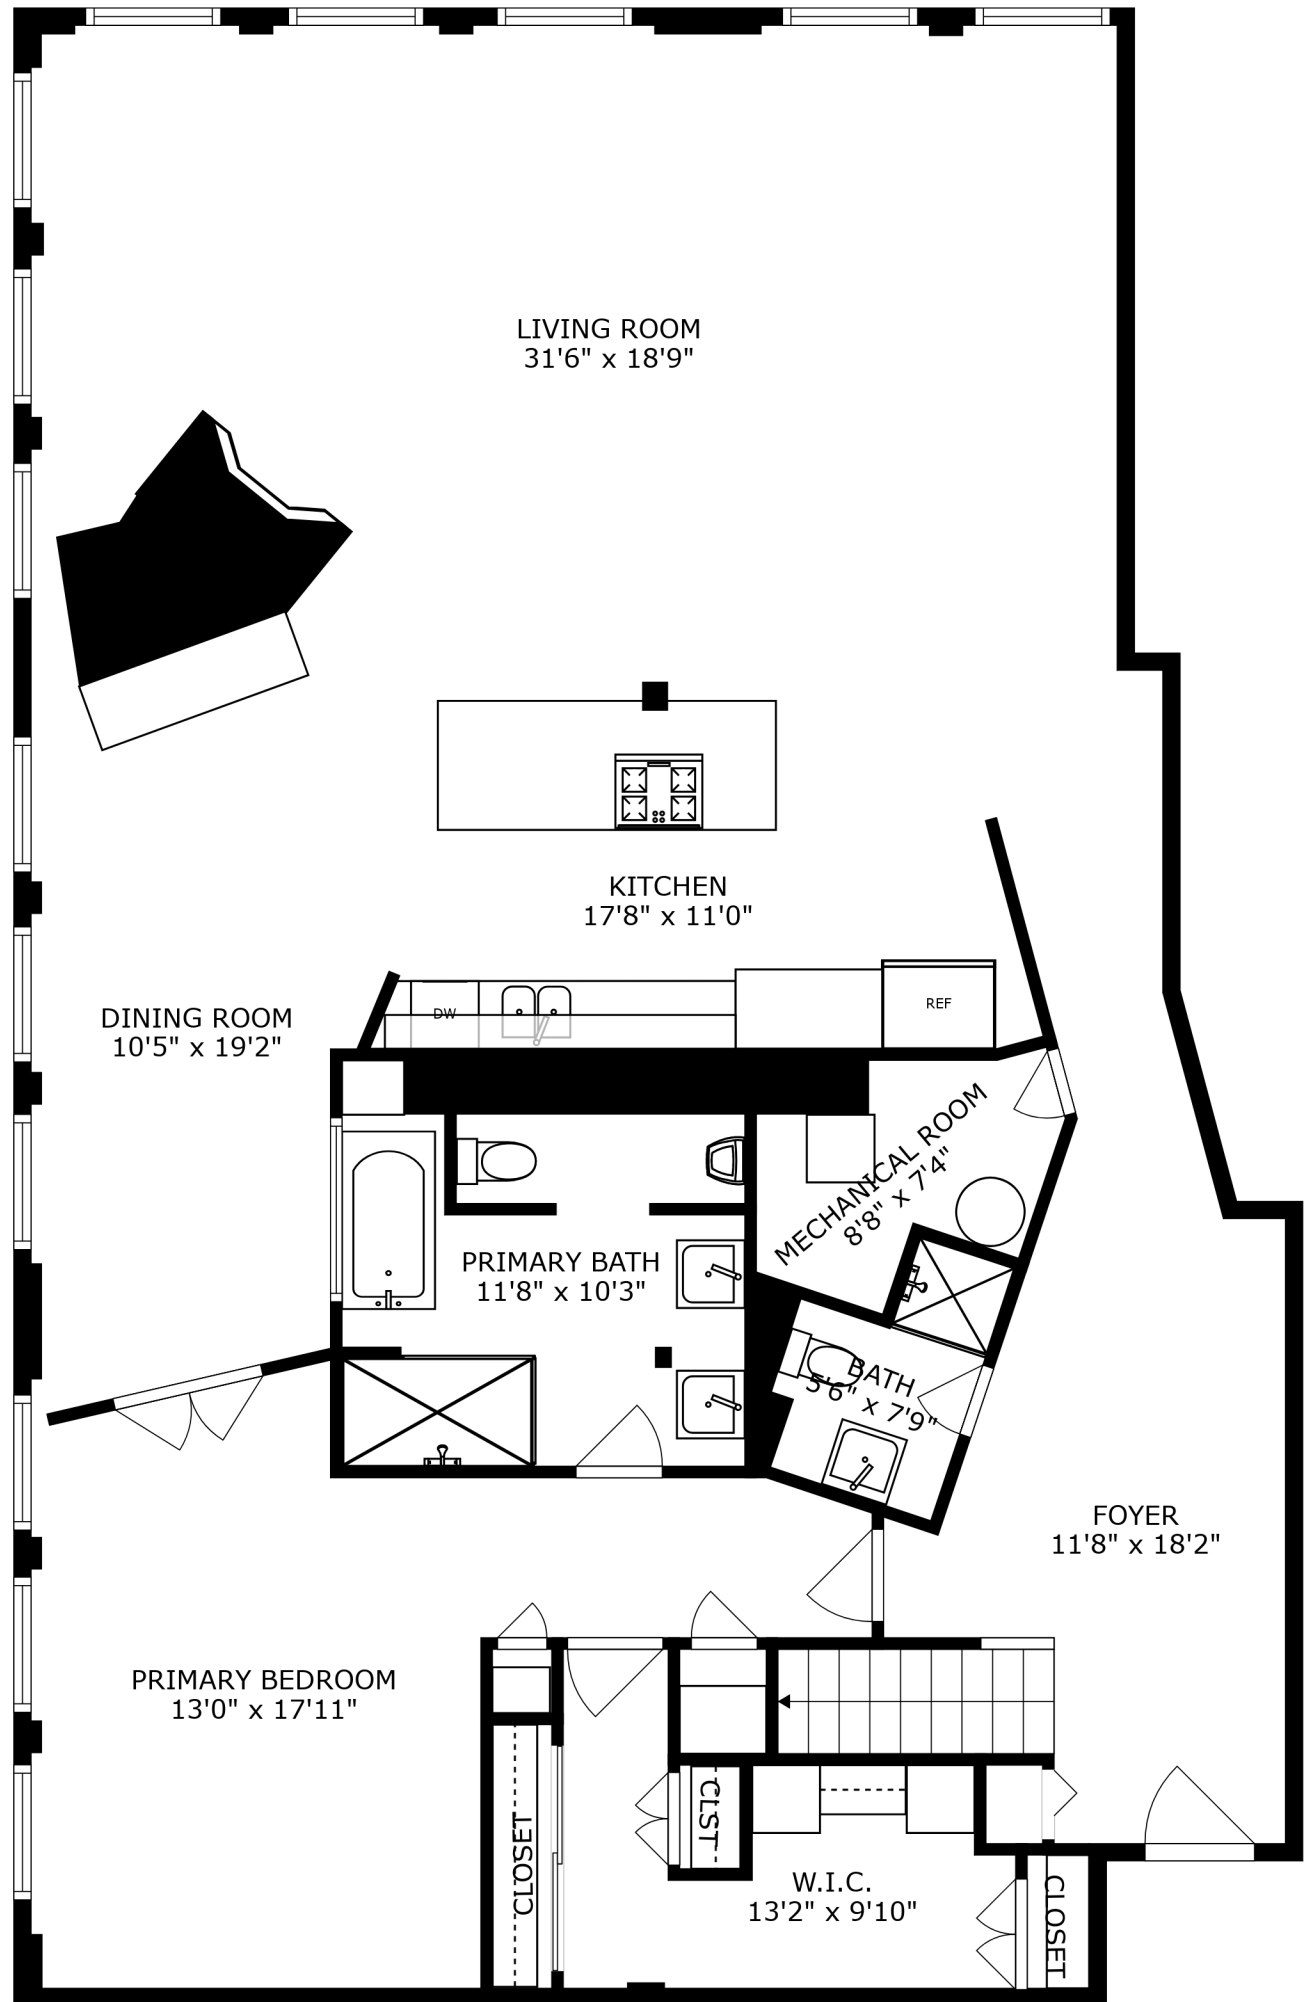 LIVING ROOM
31'6" x 18'9"
KITCHEN
17'8" x 11'0"
DW
REF
DINING ROOM
10'5" x 19'2"
MECHANICAL ROOM
8'8" x 7'4"
PRIMARY BATH
11'8" x 10'3"
BATH
5'6" x 7'9"
FOYER
11'8" x 18'2"
PRIMARY BEDROOM
13'0" x 17'11"
CLOSET
CLST
W.I.C.
13'2" x 9'10"
CLOSET